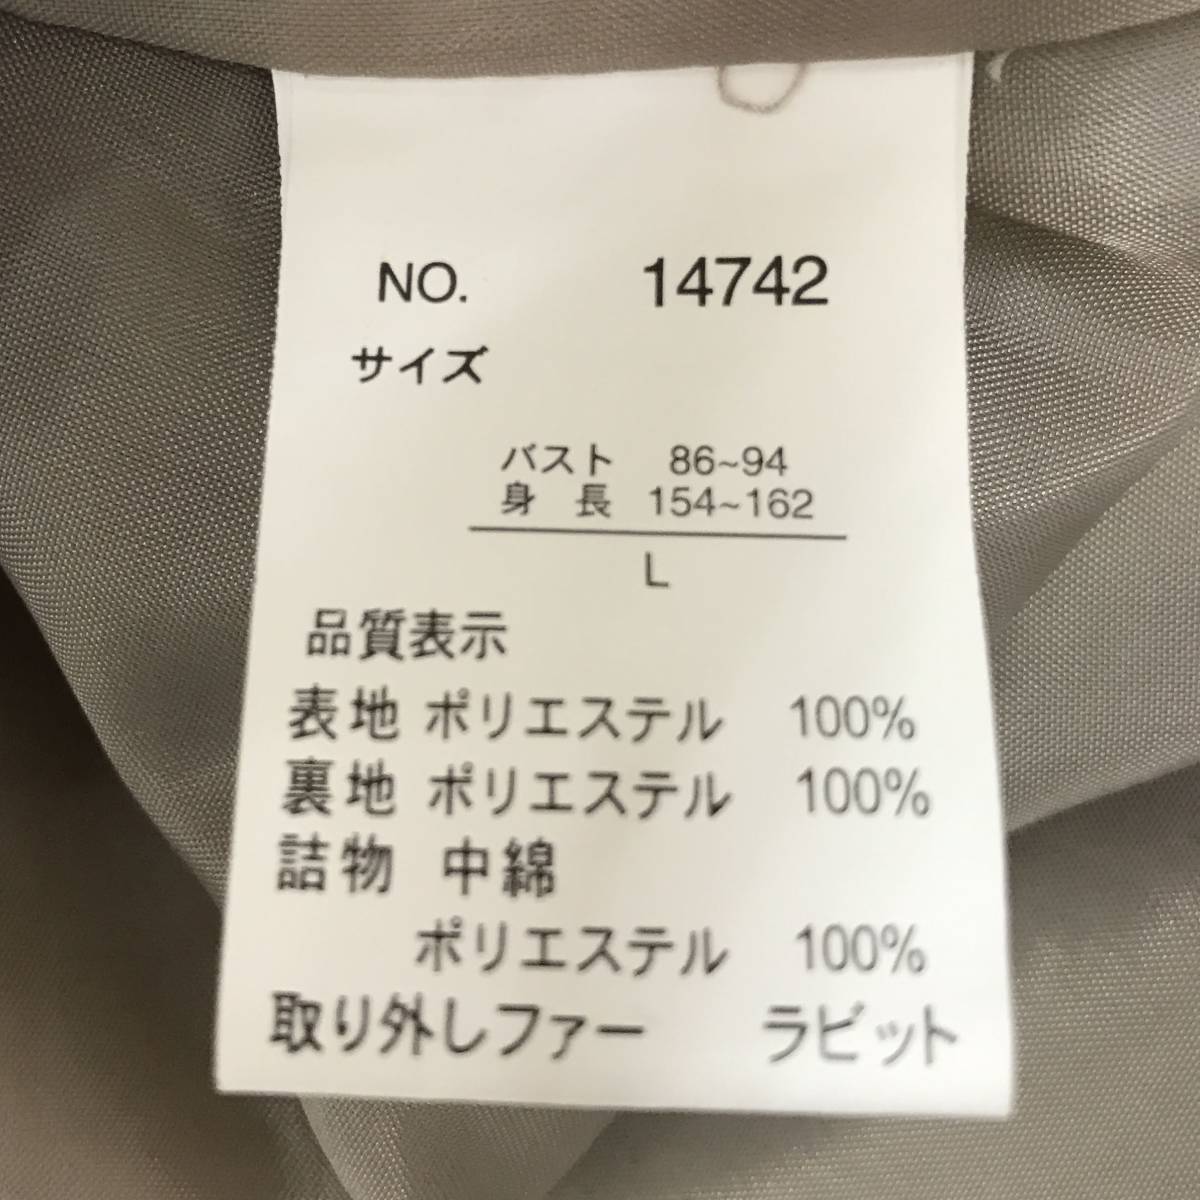 NO. 14742
サイズ
バスト 86~94
身長 154~162
L
品質表示
表地 ポリエステル 100%
裏地 ポリエステル 100%
詰物 中綿
ポリエステル 100%
取り外しファー ラビット